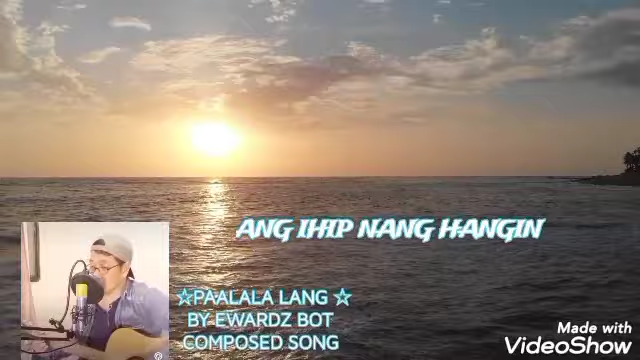 ANG IHIP NANG HANGIN
☆PAALALA LANG ☆
BY EWARDZ BOT
COMPOSED SONG
Made with
VideoShow